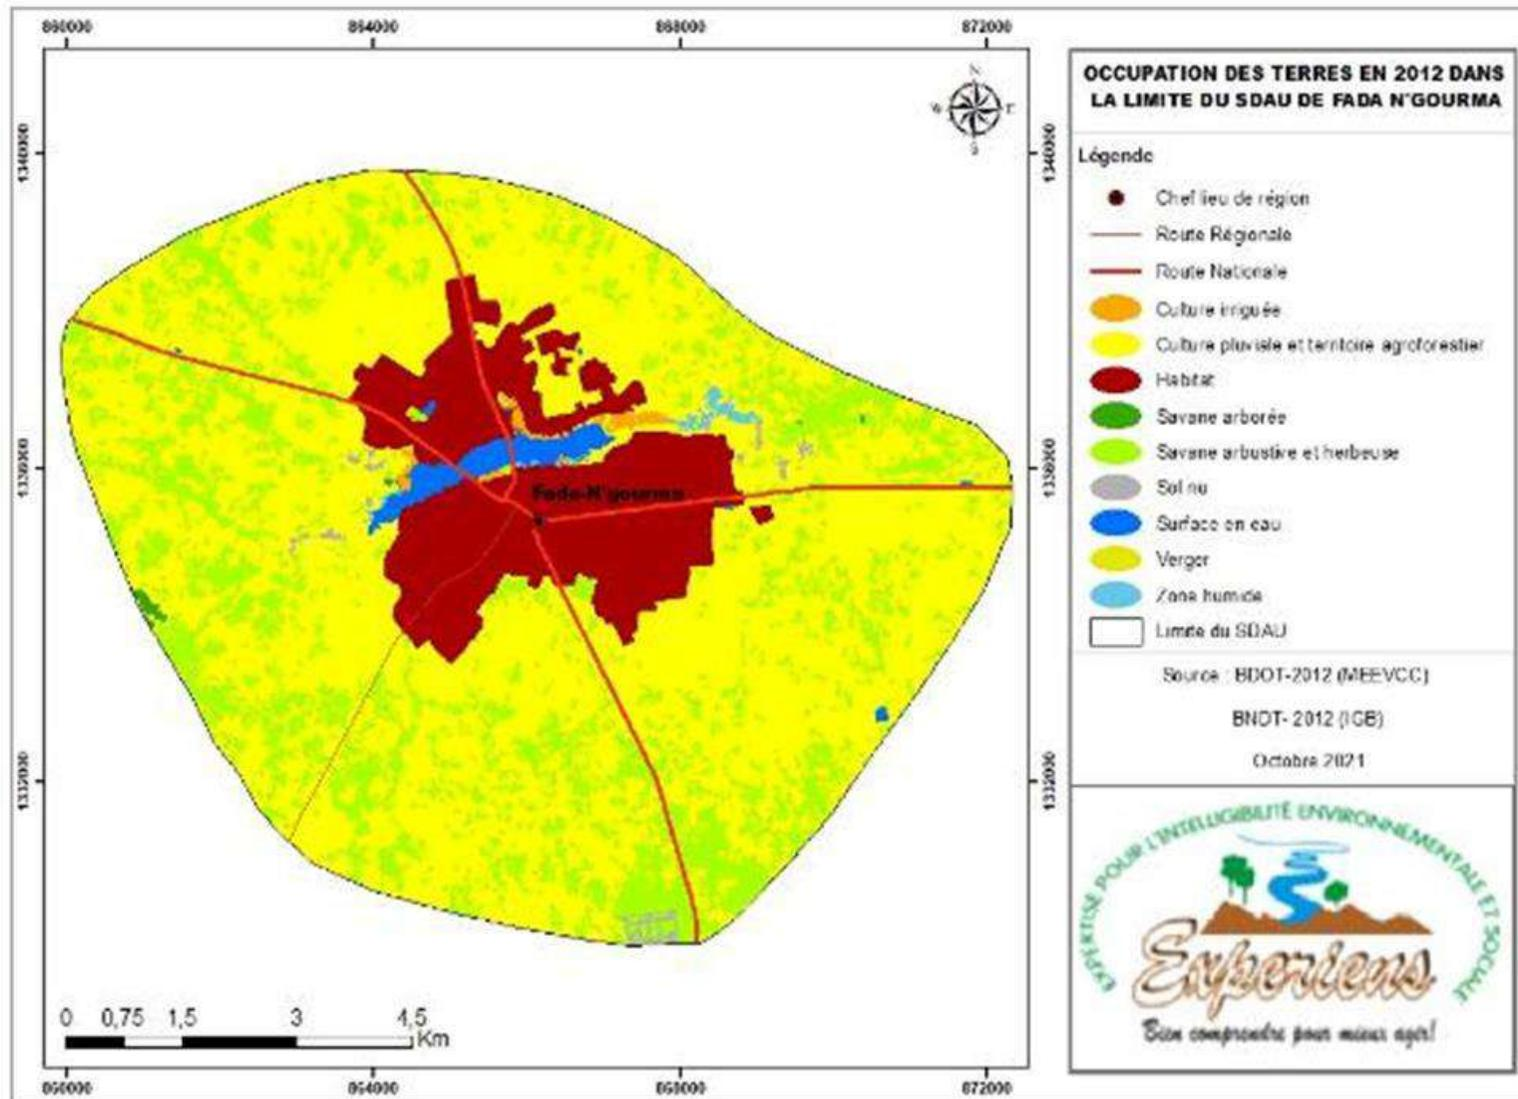 860000 864000 868000 872000
1340000
1340000
1336000
1336000
1332000
1332000
N
W E
S
Fada-N'gourma
0 0,75 1,5 3 4,5
Km
860000 864000 868000 872000
OCCUPATION DES TERRES EN 2012 DANS
LA LIMITE DU SDAU DE FADA N'GOURMA
Légende
Chef lieu de région
Route Régionale
Route Nationale
Culture irriguée
Culture pluviale et territoire agroforestier
Habitat
Savane arborée
Savane arbustive et herbeuse
Sol nu
Surface en eau
Verger
Zone humide
Limite du SDAU
Source : BDOT-2012 (MEEVCC)
BNDT- 2012 (IGB)
Octobre 2021
EXPERTISE POUR L'INTELLIGIBILITÉ ENVIRONNEMENTALE ET SOCIALE
Experiens
Bien comprendre pour mieux agir!